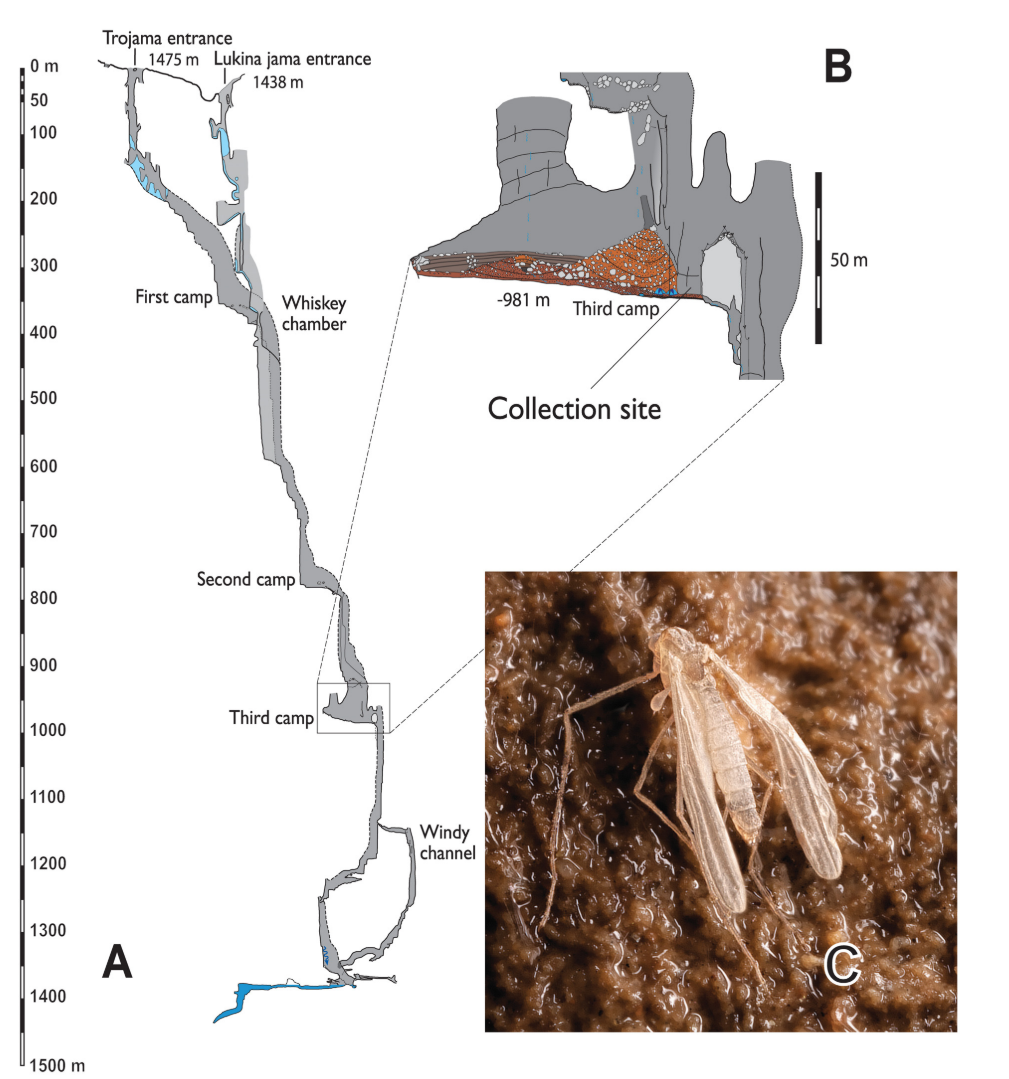 Trojama entrance
1475 m
Lukina jama entrance
1438 m
0 m
50
100
200
300
400
500
600
700
800
900
1000
1100
1200
1300
1400
1500 m
First camp
Whiskey
chamber
Second camp
Third camp
Windy
channel
A
B
50 m
-981 m
Third camp
Collection site
C